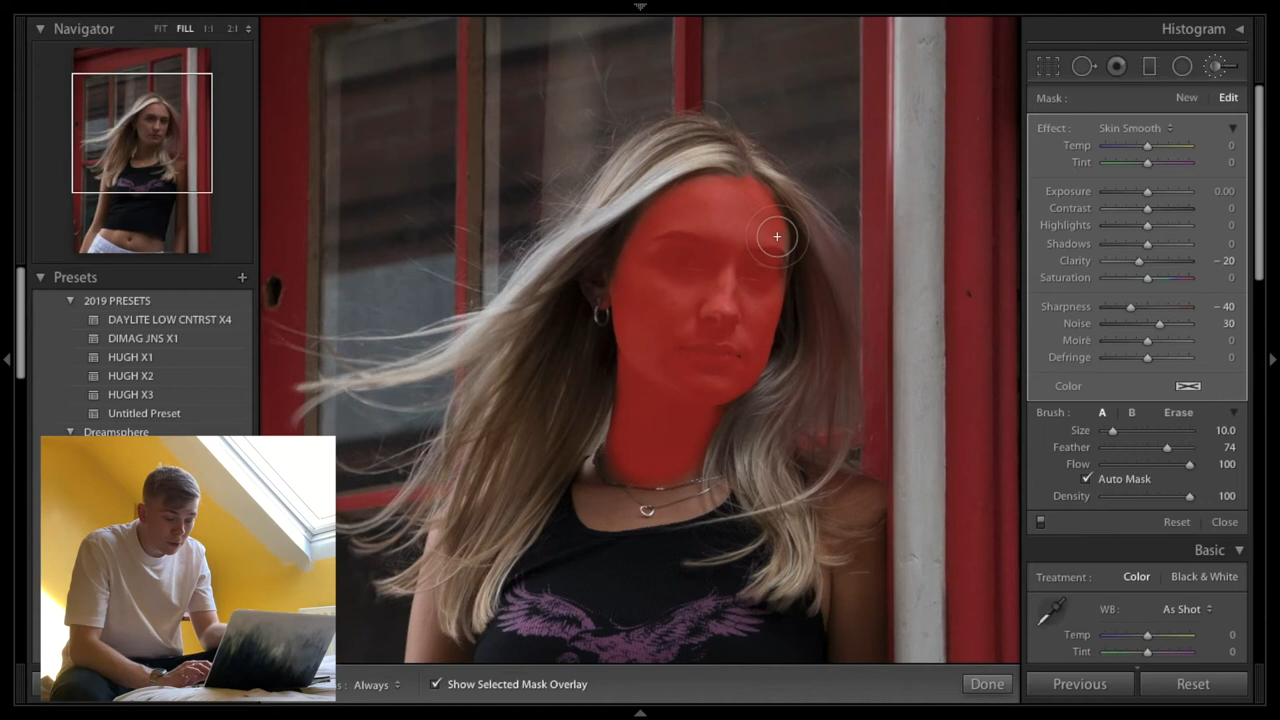 Navigator
FIT FILL 1:1 2:1
Presets
2019 PRESETS
DAYLITE LOW CNTRST X4
DIMAG JNS X1
HUGH X1
HUGH X2
HUGH X3
Untitled Preset
Dreamsphere
Always
Show Selected Mask Overlay
Done
Histogram
Mask : New Edit
Effect : Skin Smooth
Temp 0
Tint 0
Exposure 0.00
Contrast 0
Highlights 0
Shadows 0
Clarity – 20
Saturation 0
Sharpness – 40
Noise 30
Moiré 0
Defringe 0
Color
Brush : A B Erase
Size 10.0
Feather 74
Flow 100
Auto Mask
Density 100
Reset Close
Basic
Treatment : Color Black & White
WB: As Shot
Temp 0
Tint 0
Previous Reset